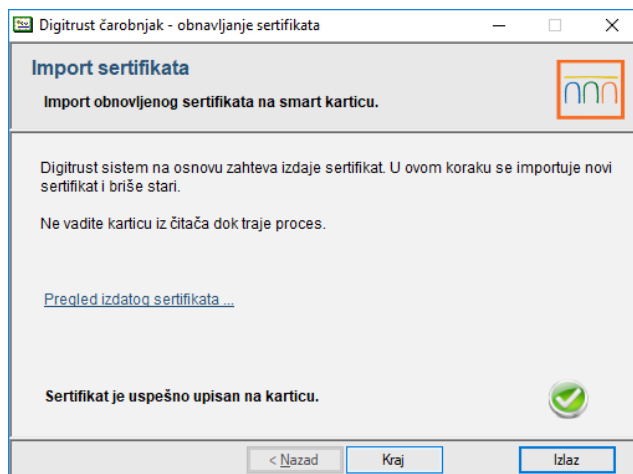 Digitrust čarobnjak - obnavljanje sertifikata
Import sertifikata
Import obnovljenog sertifikata na smart karticu.
Digitrust sistem na osnovu zahteva izdaje sertifikat. U ovom koraku se importuje novi
sertifikat i briše stari.
Ne vadite karticu iz čitača dok traje proces.
Pregled izdatog sertifikata ...
Sertifikat je uspešno upisan na karticu.
< Nazad
Kraj
Izlaz